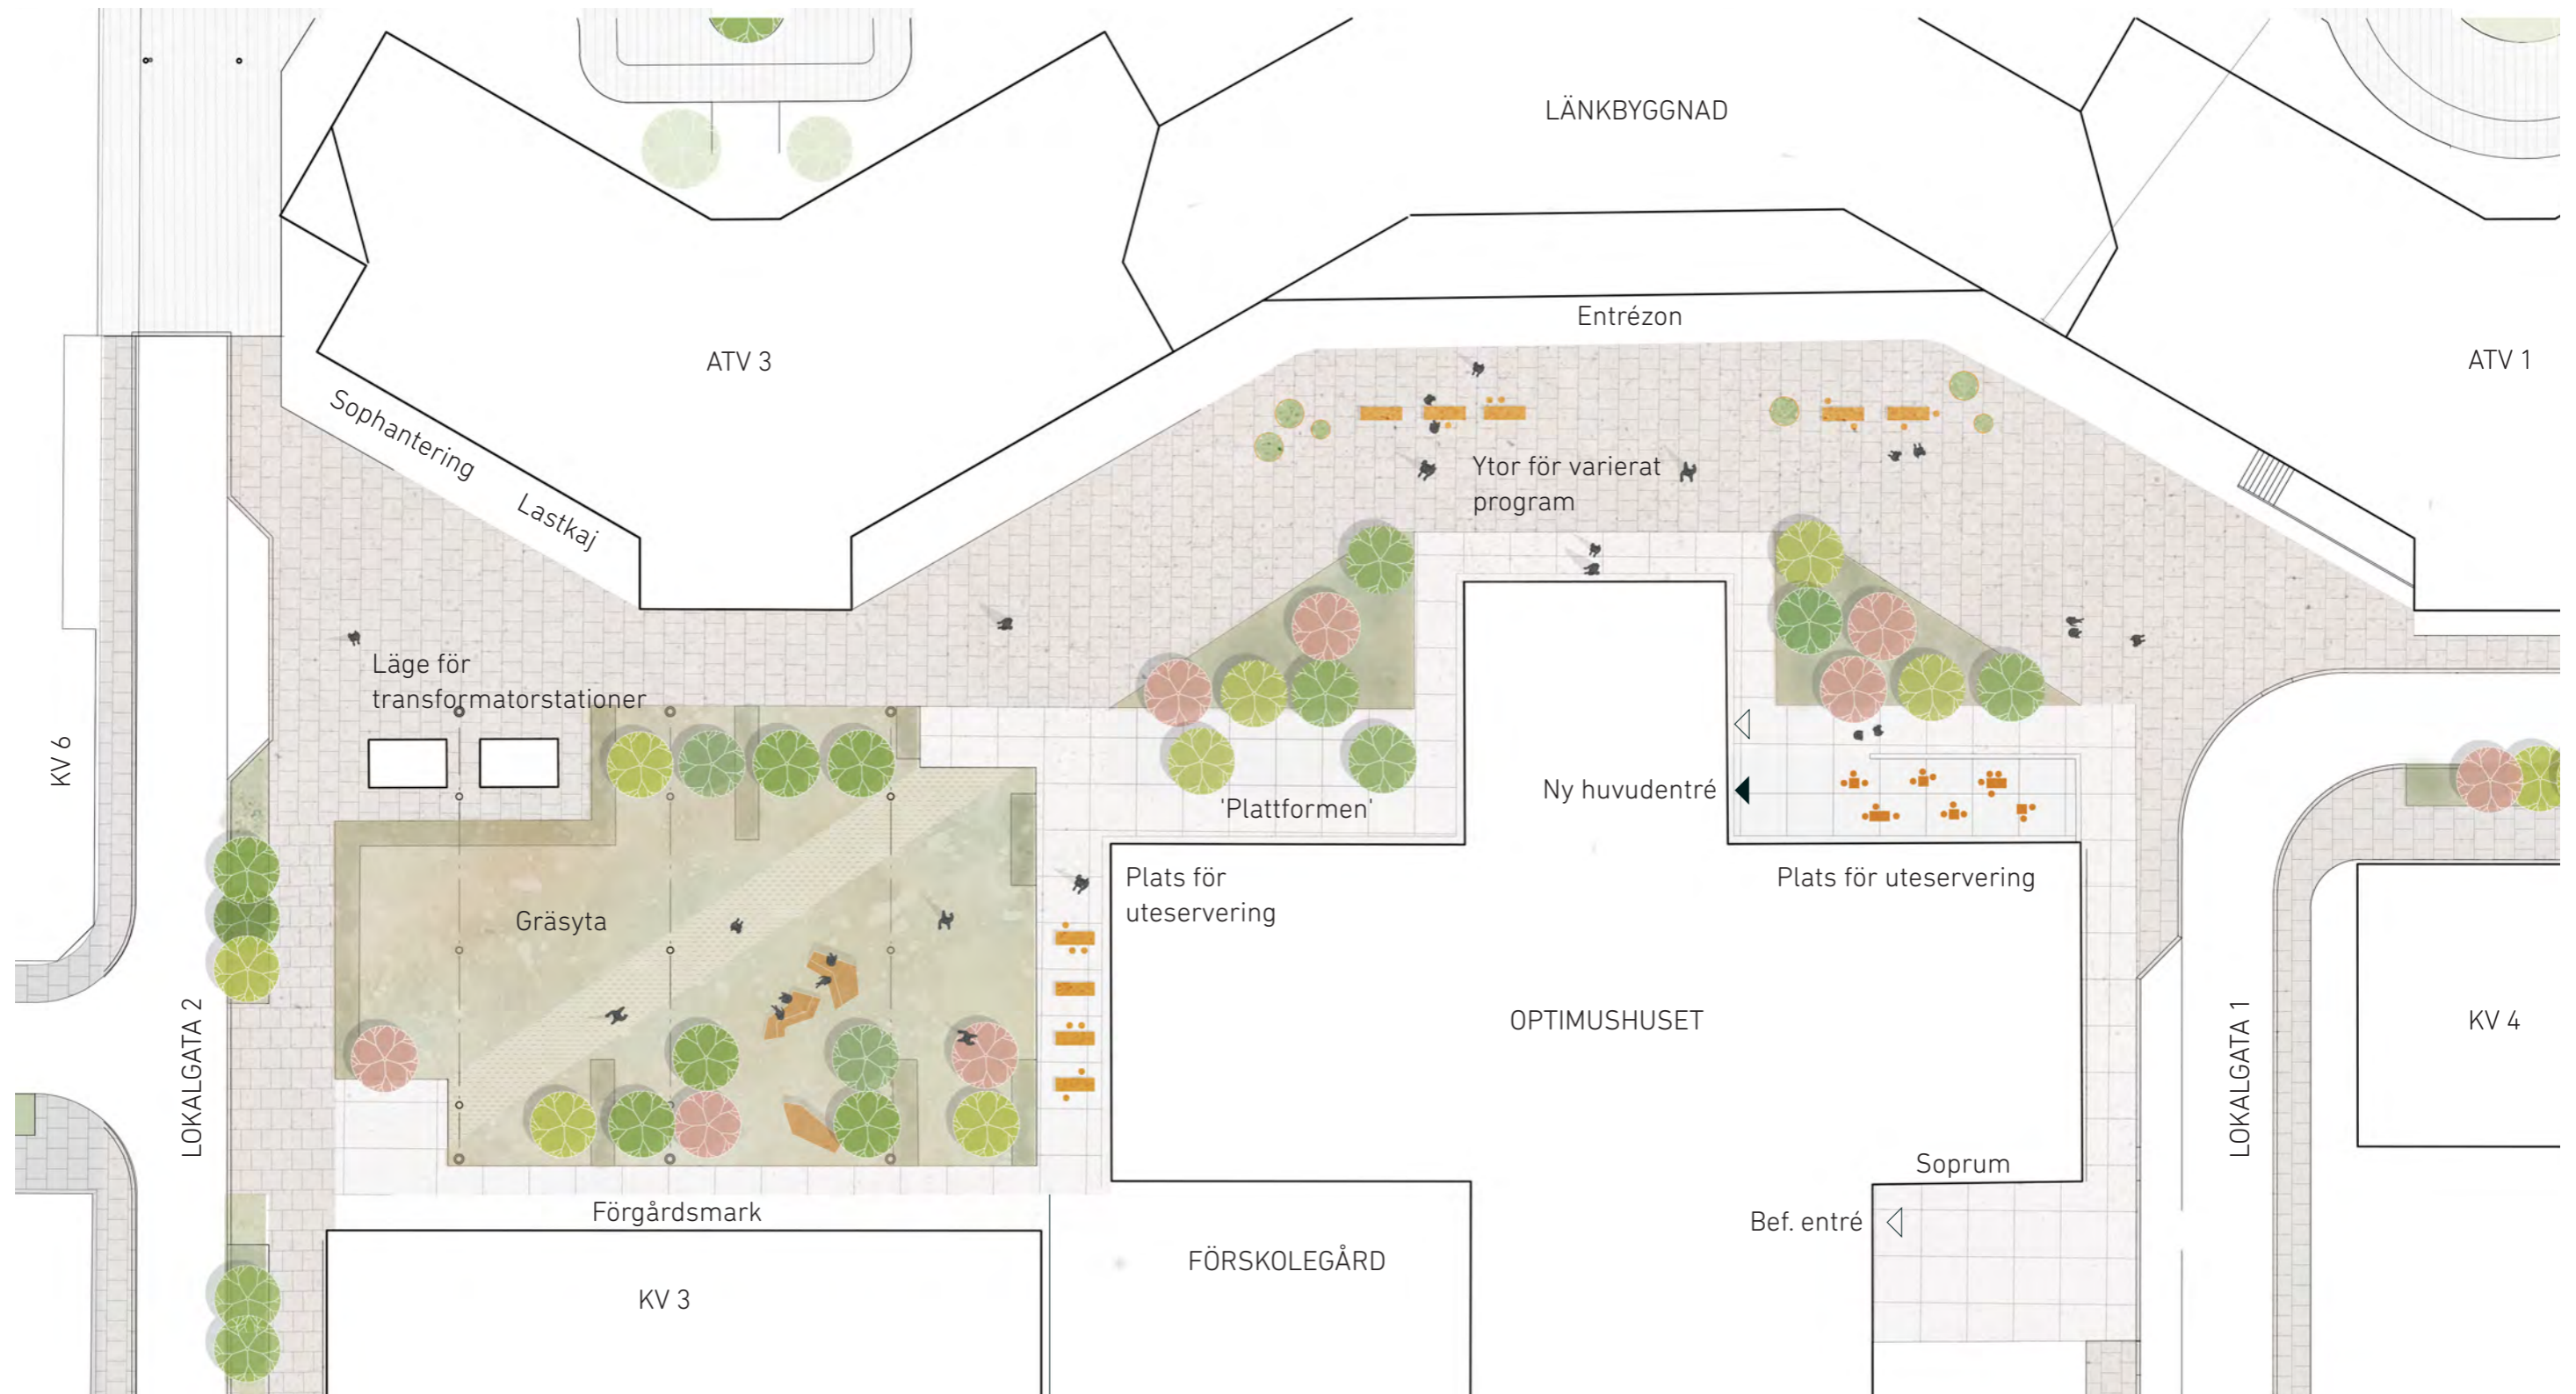 LÄNKBYGGNAD
Entrézon
ATV 3
ATV 1
Sophantering
Lastkaj
Ytor för varierat
program
Läge för
transformatorstationer
KV 6
Ny huvudentré
'Plattformen'
Plats för
uteservering
Plats för uteservering
Gräsyta
OPTIMUSHUSET
KV 4
LOKALGATA 2
LOKALGATA 1
Soprum
Förgårdsmark
Bef. entré
FÖRSKOLEGÅRD
KV 3